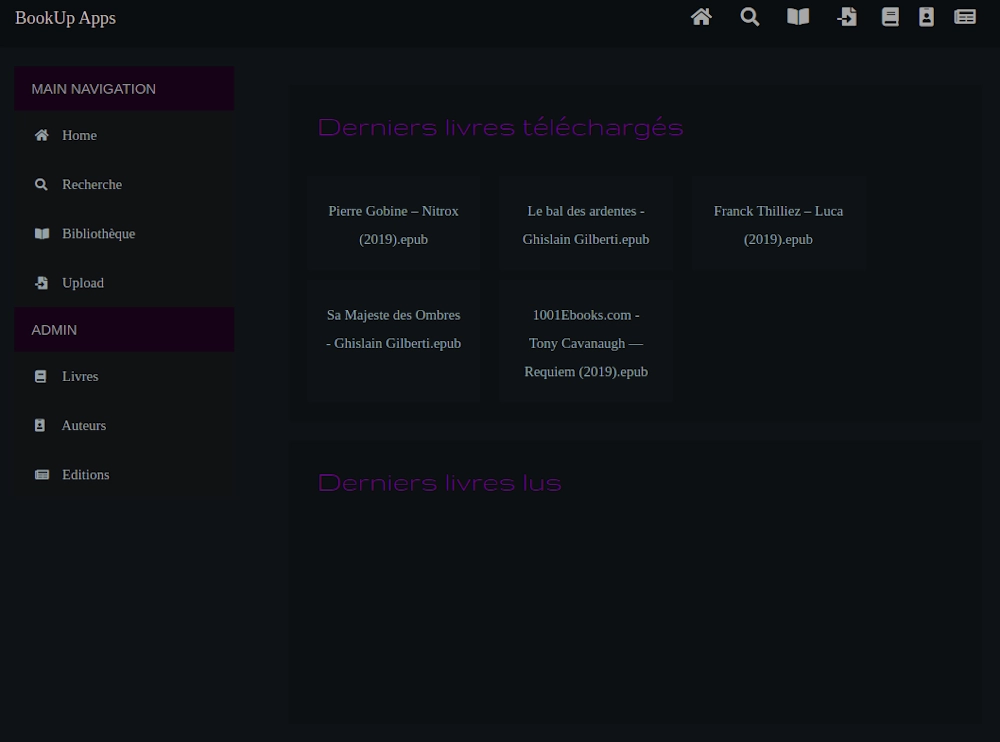 BookUp Apps
MAIN NAVIGATION
Home
Recherche
Bibliothèque
Upload
ADMIN
Livres
Auteurs
Editions
Derniers livres téléchargés
Pierre Gobine – Nitrox
(2019).epub
Le bal des ardentes -
Ghislain Gilberti.epub
Franck Thilliez – Luca
(2019).epub
Sa Majeste des Ombres
- Ghislain Gilberti.epub
1001Ebooks.com -
Tony Cavanaugh —
Requiem (2019).epub
Derniers livres lus